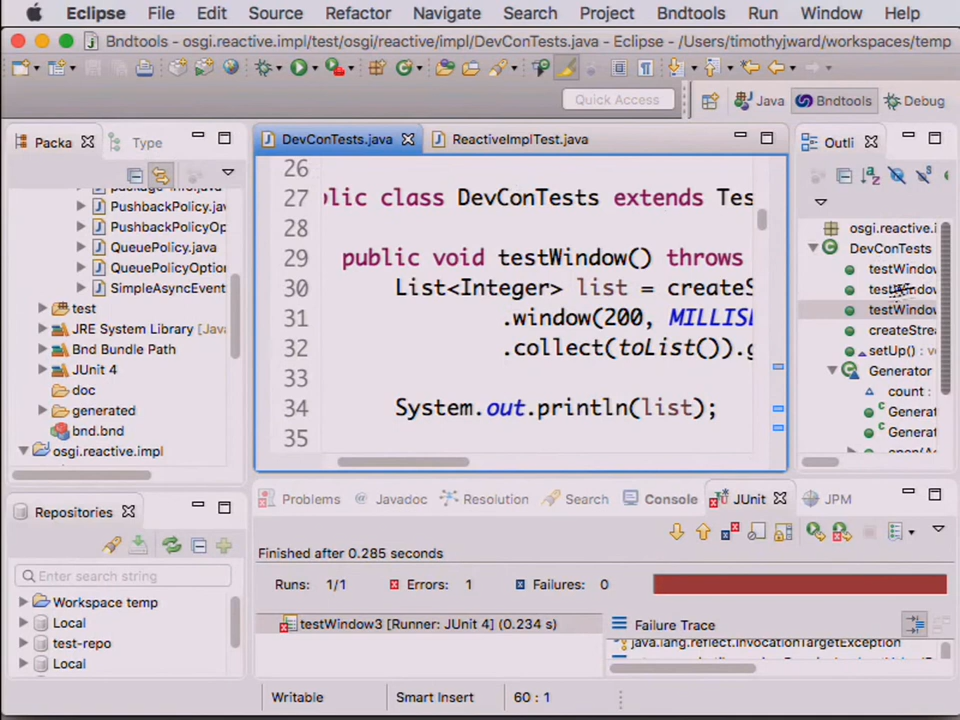 Eclipse File Edit Source Refactor Navigate Search Project Bndtools Run Window Help
Bndtools - osgi.reactive.impl/test/osgi/reactive/impl/DevConTests.java - Eclipse - /Users/timothyjward/workspaces/temp
Quick Access
Java
Bndtools
Debug
Packa
Type
PushbackPolicy.jav
PushbackPolicyOp
QueuePolicy.java
QueuePolicyOption
SimpleAsyncEvent
test
JRE System Library [Java
Bnd Bundle Path
JUnit 4
doc
generated
bnd.bnd
osgi.reactive.impl
DevConTests.java
ReactiveImplTest.java
26
27 blic class DevConTests extends Tes
28
29 public void testWindow() throws
30 List<Integer> list = createS
31 .window(200, MILLISE
32 .collect(toList()).g
33
34 System.out.println(list);
35
Outli
osgi.reactive.i
DevConTests
testWindow
testWindow
testWindow
createStrea
setUp() : v
Generator
count :
Generat
Generat
Repositories
Enter search string
Workspace temp
Local
test-repo
Local
Problems
@ Javadoc
Resolution
Search
Console
JUnit
JPM
Finished after 0.285 seconds
Runs: 1/1
Errors: 1
Failures: 0
testWindow3 [Runner: JUnit 4] (0.234 s)
Failure Trace
java.lang.reflect.InvocationTargetException
Writable
Smart Insert
60 : 1